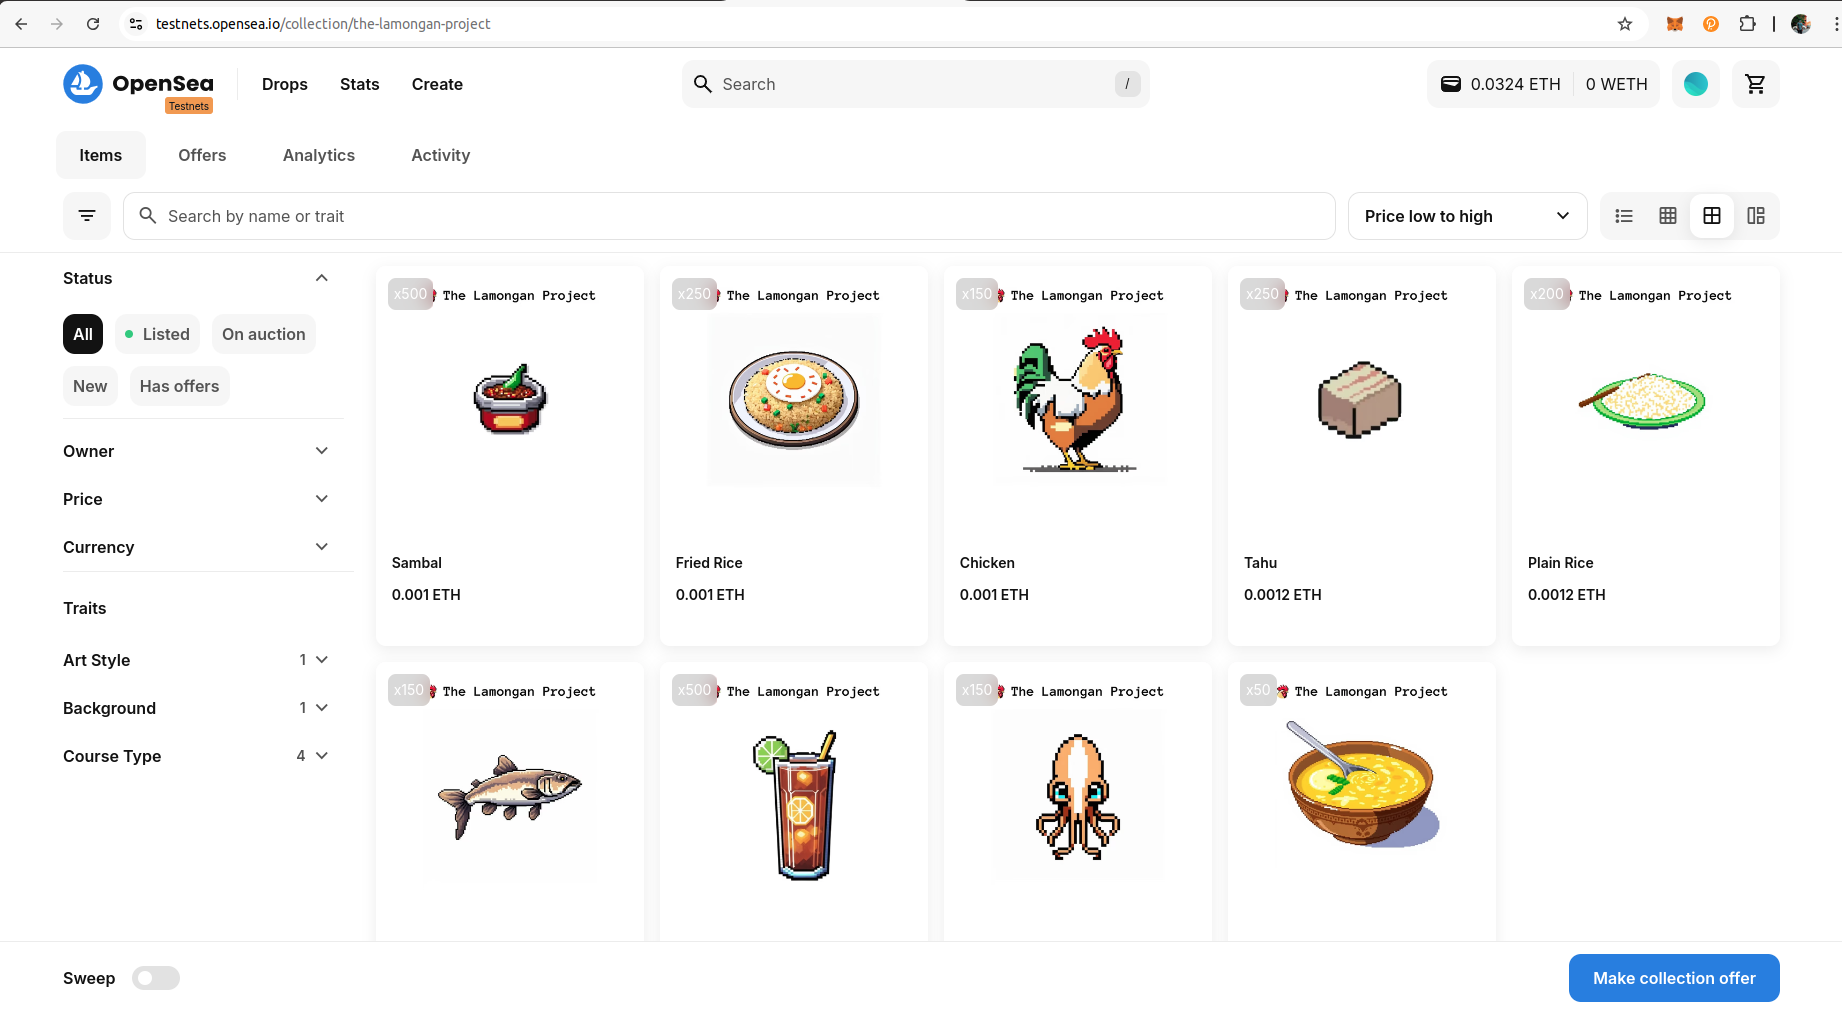 testnets.opensea.io/collection/the-lamongan-project
OpenSea
Testnets
Drops
Stats
Create
Search
/
0.0324 ETH
0 WETH
Items
Offers
Analytics
Activity
Search by name or trait
Price low to high
Status
All
Listed
On auction
New
Has offers
Owner
Price
Currency
Traits
Art Style 1
Background 1
Course Type 4
x500 The Lamongan Project
Sambal
0.001 ETH
x250 The Lamongan Project
Fried Rice
0.001 ETH
x150 The Lamongan Project
Chicken
0.001 ETH
x250 The Lamongan Project
Tahu
0.0012 ETH
x200 The Lamongan Project
Plain Rice
0.0012 ETH
x150 The Lamongan Project
x500 The Lamongan Project
x150 The Lamongan Project
x50 The Lamongan Project
Sweep
Make collection offer